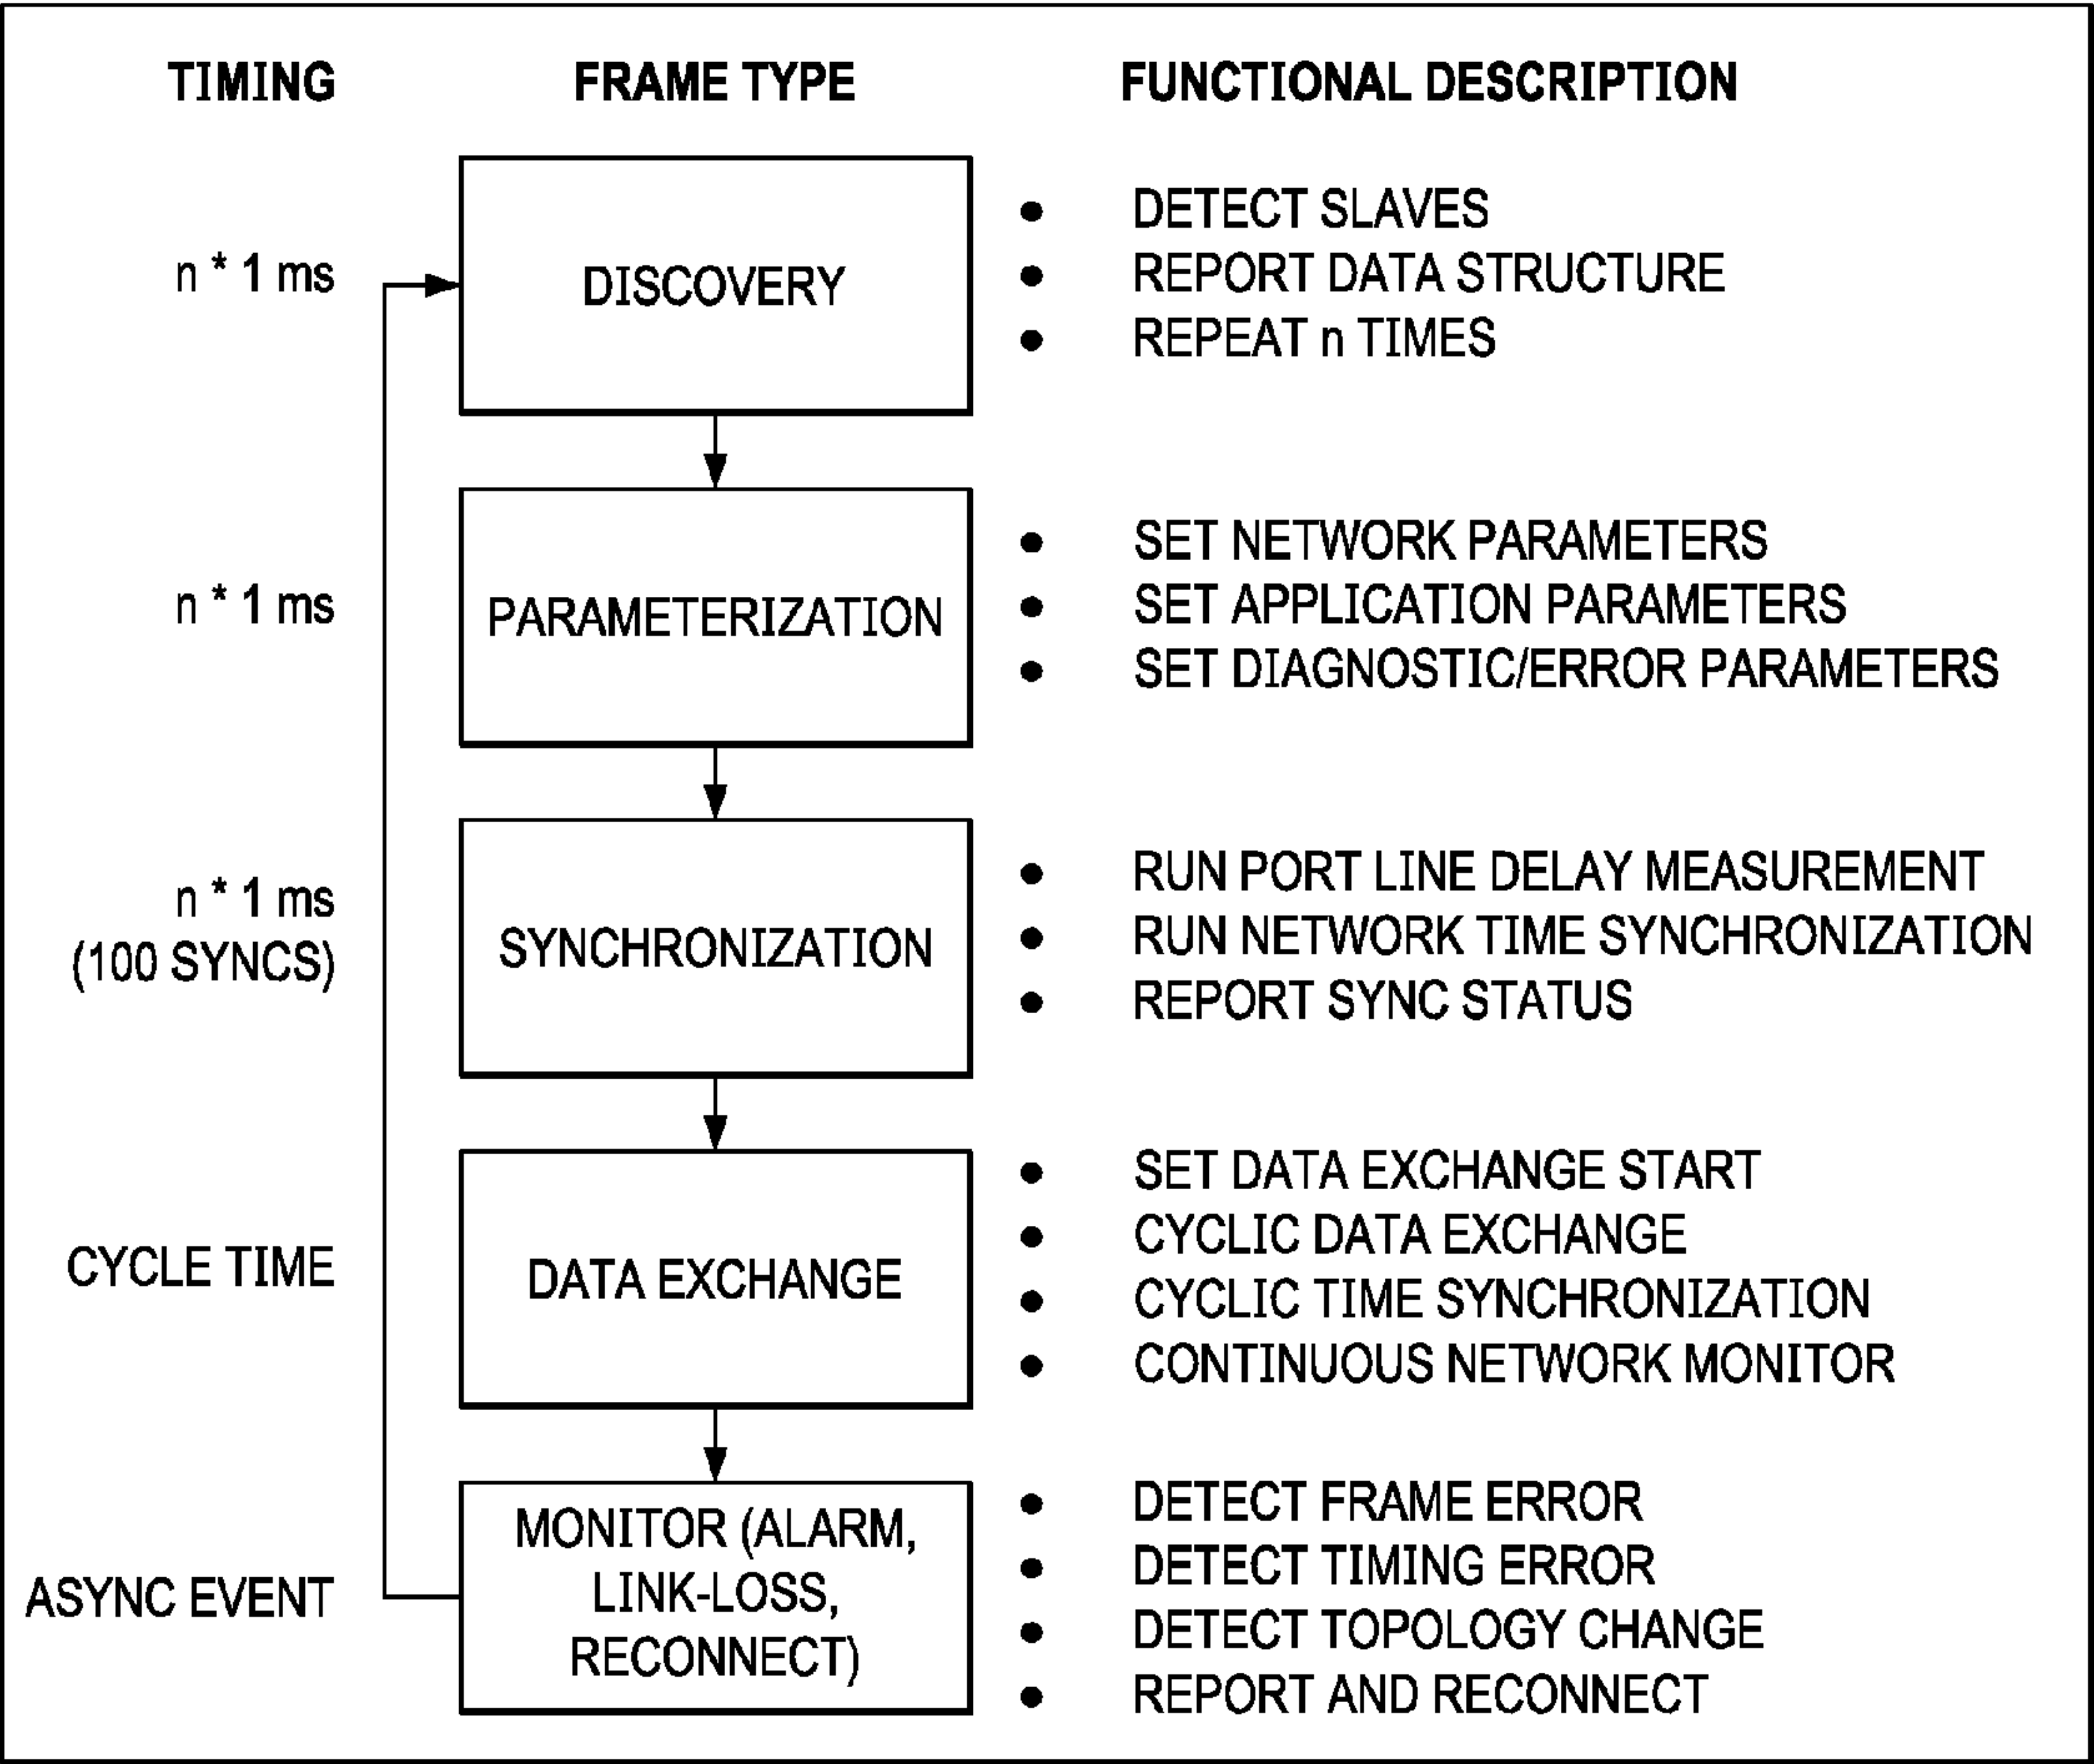 TIMING FRAME TYPE FUNCTIONAL DESCRIPTION
n * 1 ms
DISCOVERY
• DETECT SLAVES
• REPORT DATA STRUCTURE
• REPEAT n TIMES
n * 1 ms
PARAMETERIZATION
• SET NETWORK PARAMETERS
• SET APPLICATION PARAMETERS
• SET DIAGNOSTIC/ERROR PARAMETERS
n * 1 ms
(100 SYNCS)
SYNCHRONIZATION
• RUN PORT LINE DELAY MEASUREMENT
• RUN NETWORK TIME SYNCHRONIZATION
• REPORT SYNC STATUS
CYCLE TIME
DATA EXCHANGE
• SET DATA EXCHANGE START
• CYCLIC DATA EXCHANGE
• CYCLIC TIME SYNCHRONIZATION
• CONTINUOUS NETWORK MONITOR
ASYNC EVENT
MONITOR (ALARM,
LINK-LOSS,
RECONNECT)
• DETECT FRAME ERROR
• DETECT TIMING ERROR
• DETECT TOPOLOGY CHANGE
• REPORT AND RECONNECT